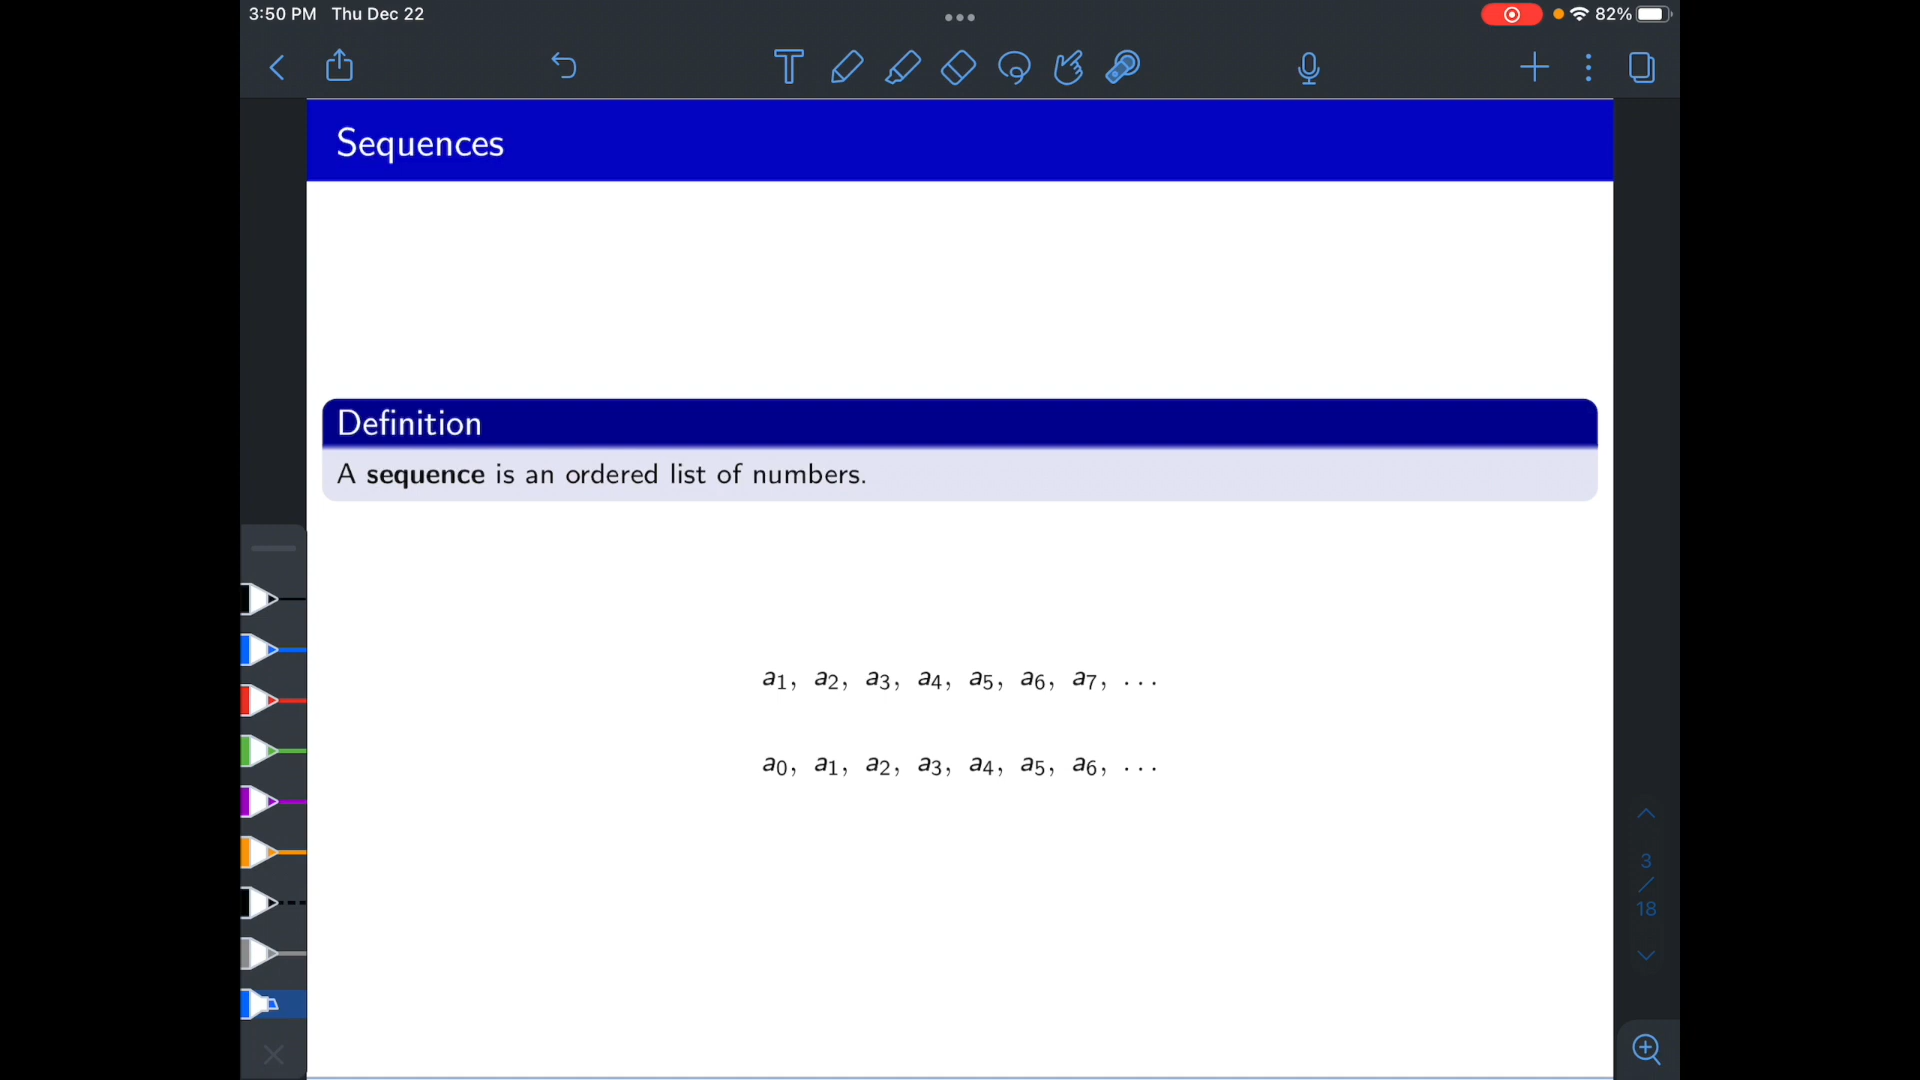 3:50 PM Thu Dec 22
82%
Sequences
Definition
A sequence is an ordered list of numbers.
a₁, a₂, a₃, a₄, a₅, a₆, a₇, ...
a₀, a₁, a₂, a₃, a₄, a₅, a₆, ...
3
/
18